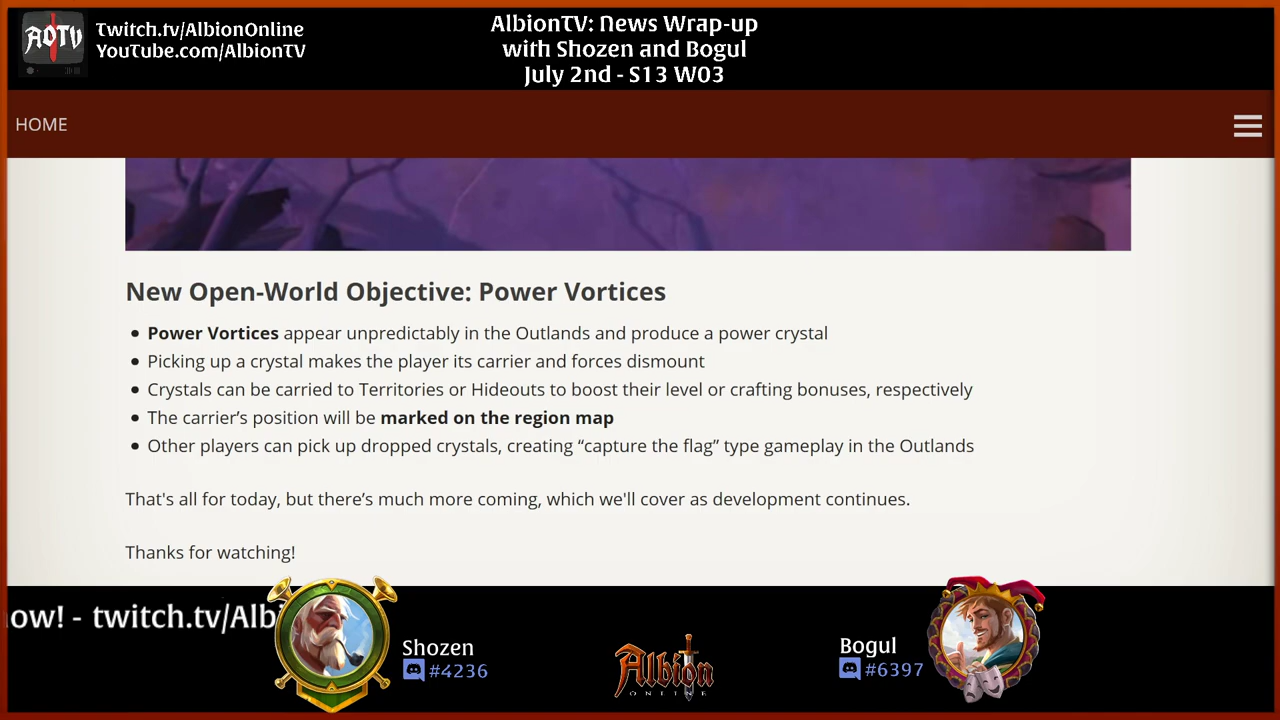 AOTV
Twitch.tv/AlbionOnline
YouTube.com/AlbionTV
AlbionTV: News Wrap-up
with Shozen and Bogul
July 2nd - S13 W03
HOME
New Open-World Objective: Power Vortices
• Power Vortices appear unpredictably in the Outlands and produce a power crystal
• Picking up a crystal makes the player its carrier and forces dismount
• Crystals can be carried to Territories or Hideouts to boost their level or crafting bonuses, respectively
• The carrier’s position will be marked on the region map
• Other players can pick up dropped crystals, creating “capture the flag” type gameplay in the Outlands
That's all for today, but there’s much more coming, which we'll cover as development continues.
Thanks for watching!
ow! - twitch.tv/Albi
Shozen
#4236
Albion
ONLINE
Bogul
#6397